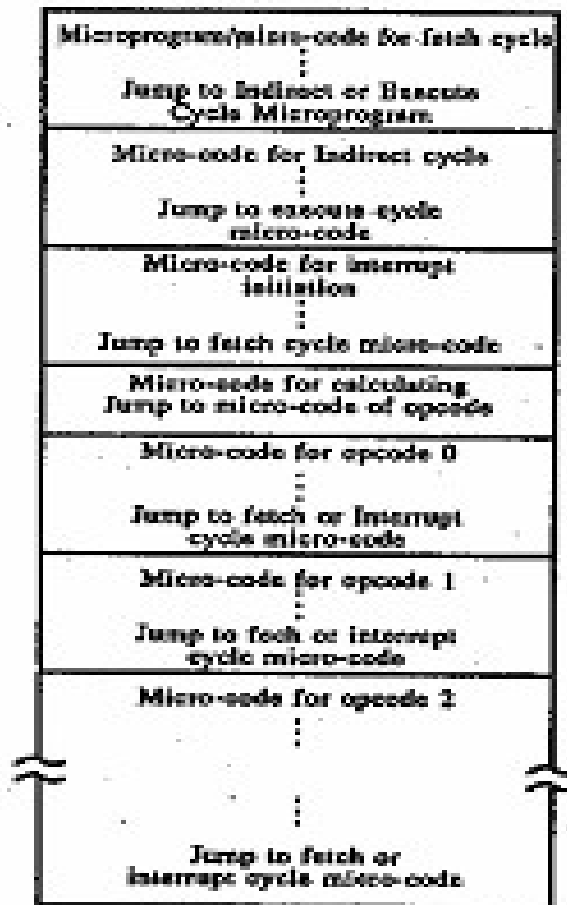 Microprogram/micro-code for fetch cycle
Jump to Indirect or Execute
Cycle Microprogram
Micro-code for Indirect cycle
Jump to execute-cycle
micro-code
Micro-code for interrupt
initiation
Jump to fetch cycle micro-code
Micro-code for calculating
Jump to micro-code of opcode
Micro-code for opcode 0
Jump to fetch or Interrupt
cycle micro-code
Micro-code for opcode 1
Jump to fech or interrupt
cycle micro-code
Micro-code for opcode 2
Jump to fetch or
interrupt cycle micro-code